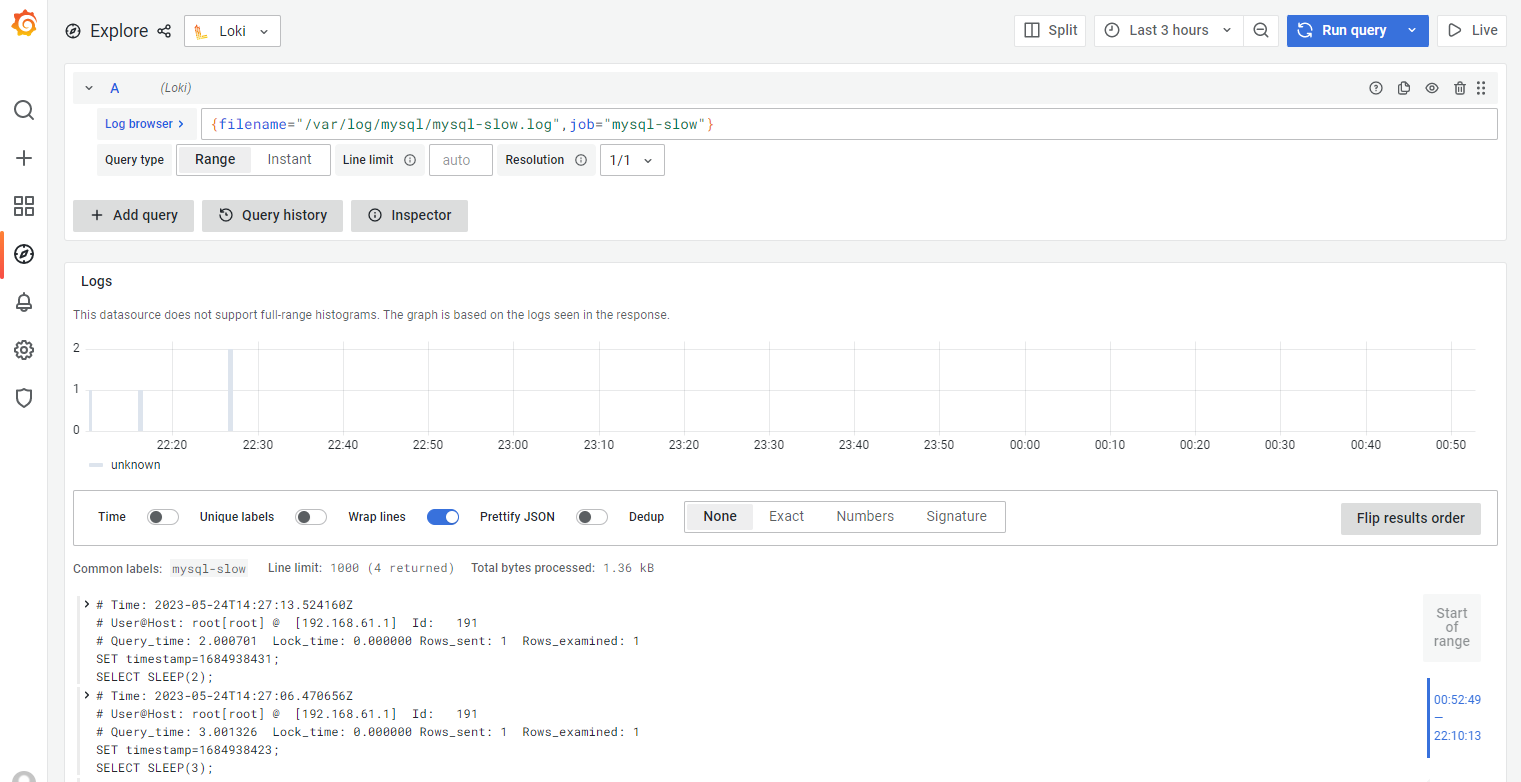 Explore Loki Split Last 3 hours Run query Live
A (Loki)
Log browser > {filename="/var/log/mysql/mysql-slow.log",job="mysql-slow"}
Query type Range Instant Line limit auto Resolution 1/1
+ Add query Query history Inspector
Logs
This datasource does not support full-range histograms. The graph is based on the logs seen in the response.
2
1
0
22:20 22:30 22:40 22:50 23:00 23:10 23:20 23:30 23:40 23:50 00:00 00:10 00:20 00:30 00:40 00:50
unknown
Time Unique labels Wrap lines Prettify JSON Dedup None Exact Numbers Signature Flip results order
Common labels: mysql-slow Line limit: 1000 (4 returned) Total bytes processed: 1.36 kB
# Time: 2023-05-24T14:27:13.524160Z
# User@Host: root[root] @ [192.168.61.1] Id: 191
# Query_time: 2.000701 Lock_time: 0.000000 Rows_sent: 1 Rows_examined: 1
SET timestamp=1684938431;
SELECT SLEEP(2);
# Time: 2023-05-24T14:27:06.470656Z
# User@Host: root[root] @ [192.168.61.1] Id: 191
# Query_time: 3.001326 Lock_time: 0.000000 Rows_sent: 1 Rows_examined: 1
SET timestamp=1684938423;
SELECT SLEEP(3);
Start
of
range
00:52:49
—
22:10:13